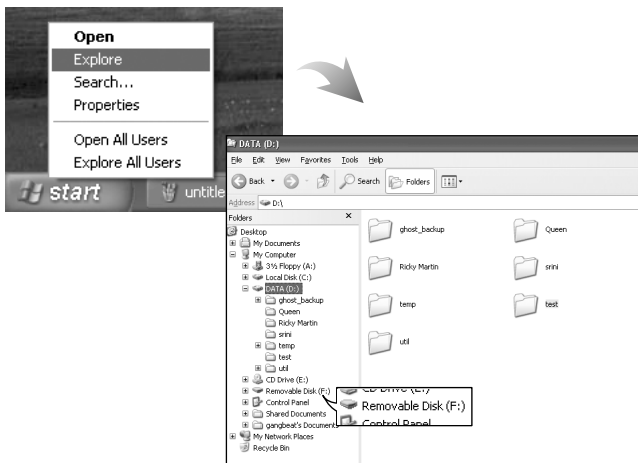 Open
Explore
Search...
Properties
Open All Users
Explore All Users
start
untitle
DATA (D:)
File Edit View Favorites Tools Help
Back Search Folders
Address D:\
Folders ×
Desktop
My Documents
My Computer
3½ Floppy (A:)
Local Disk (C:)
DATA (D:)
ghost_backup
Queen
Ricky Martin
srini
temp
test
util
CD Drive (E:)
Removable Disk (F:)
Control Panel
Shared Documents
gangbeat's Documents
My Network Places
Recycle Bin
ghost_backup
Queen
Ricky Martin
srini
temp
test
util
CD Drive (E:)
Removable Disk (F:)
Control Panel